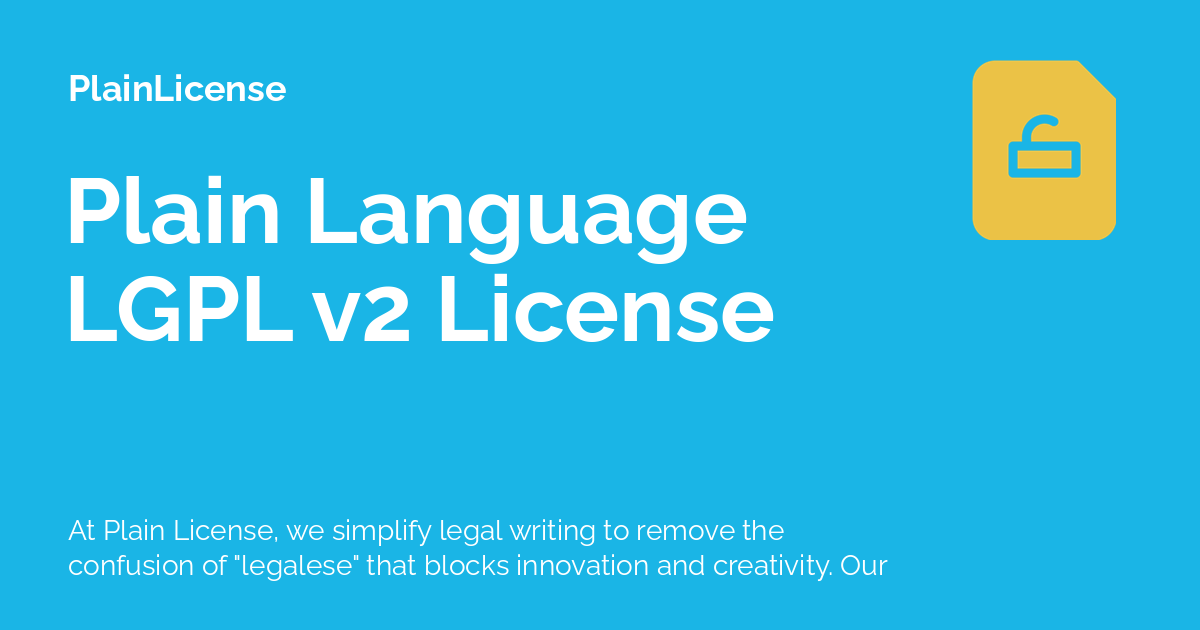 PlainLicense
Plain Language
LGPL v2 License
At Plain License, we simplify legal writing to remove the
confusion of "legalese" that blocks innovation and creativity. Our